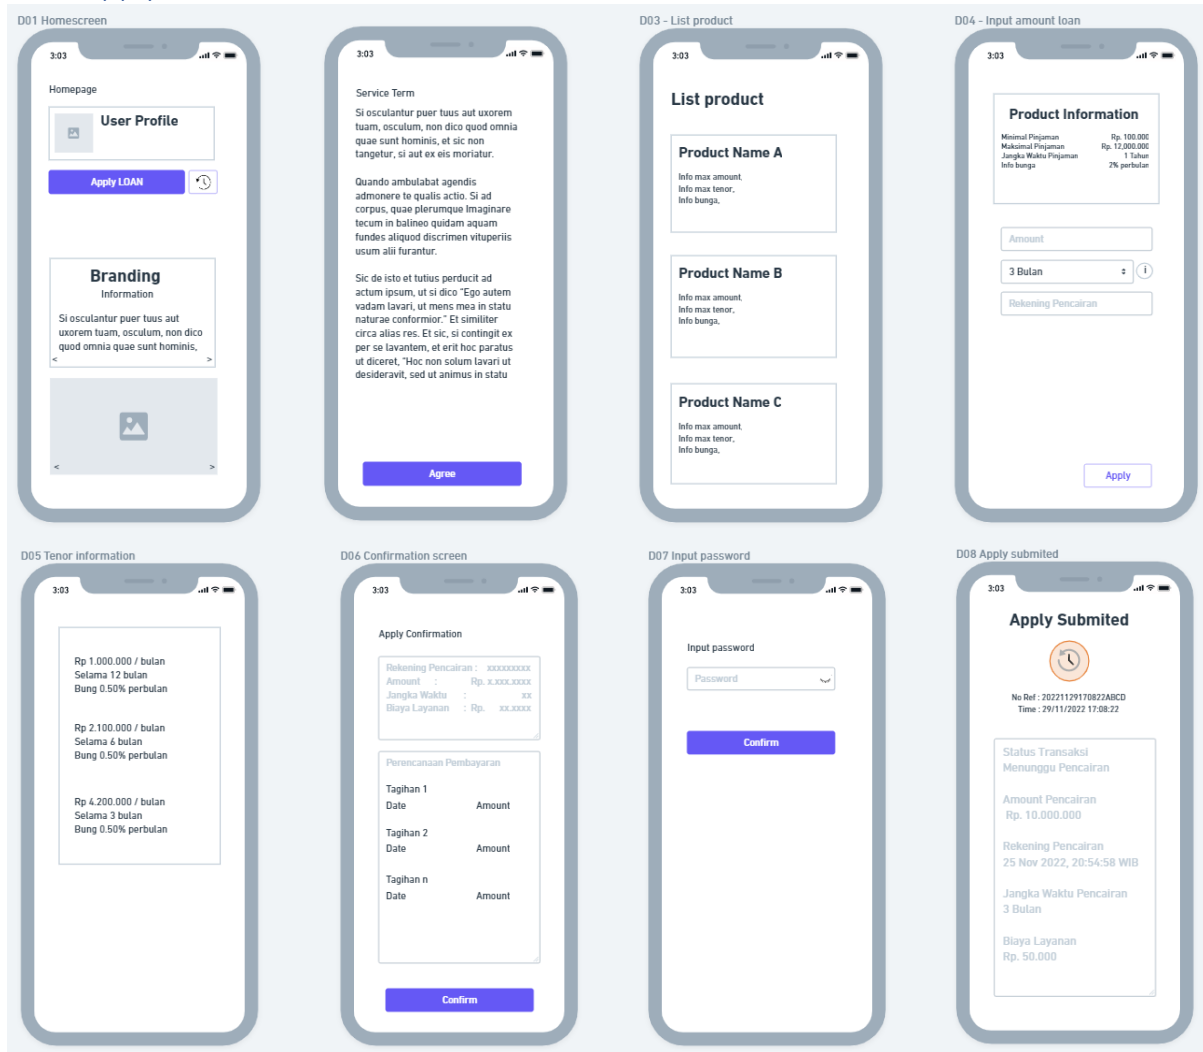 D01 Homescreen
3:03
Homepage
User Profile
Apply LOAN
Branding
Information
Si osculantur puer tuus aut
uxorem tuam, osculum, non dico
quod omnia quae sunt hominis,
< >
< >
3:03
Service Term
Si osculantur puer tuus aut uxorem
tuam, osculum, non dico quod omnia
quae sunt hominis, et sic non
tangetur, si aut ex eis moriatur.
Quando ambulabat agendis
admonere te qualis actio. Si ad
corpus, quae plerumque Imaginare
tecum in balineo quidam aquam
fundes aliquod discrimen vituperiis
usum alii furantur.
Sic de isto et tutius perducit ad
actum ipsum, ut si dico "Ego autem
vadam lavari, ut mens mea in statu
naturae conformior." Et similiter
circa alias res. Et sic, si contingit ex
per se lavantem, et erit hoc paratus
ut diceret, "Hoc non solum lavari ut
desideravit, sed ut animus in statu
Agree
D03 - List product
3:03
List product
Product Name A
Info max amount,
Info max tenor,
Info bunga,
Product Name B
Info max amount,
Info max tenor,
Info bunga,
Product Name C
Info max amount,
Info max tenor,
Info bunga,
D04 - Input amount loan
3:03
Product Information
Minimal Pinjaman Rp. 100.000
Maksimal Pinjaman Rp. 12,000.000
Jangka Waktu Pinjaman 1 Tahun
Info bunga 2% perbulan
Amount
3 Bulan i
Rekening Pencairan
Apply
D05 Tenor information
3:03
Rp 1.000.000 / bulan
Selama 12 bulan
Bung 0.50% perbulan
Rp 2.100.000 / bulan
Selama 6 bulan
Bung 0.50% perbulan
Rp 4.200.000 / bulan
Selama 3 bulan
Bung 0.50% perbulan
D06 Confirmation screen
3:03
Apply Confirmation
Rekening Pencairan : xxxxxxxxx
Amount : Rp. x.xxx.xxxx
Jangka Waktu : xx
Biaya Layanan : Rp. xx.xxxx
Perencanaan Pembayaran
Tagihan 1
Date Amount
Tagihan 2
Date Amount
Tagihan n
Date Amount
Confirm
D07 Input password
3:03
Input password
Password
Confirm
D08 Apply submited
3:03
Apply Submited
No Ref : 20221129170822ABCD
Time : 29/11/2022 17:08:22
Status Transaksi
Menunggu Pencairan
Amount Pencairan
Rp. 10.000.000
Rekening Pencairan
25 Nov 2022, 20:54:58 WIB
Jangka Waktu Pencairan
3 Bulan
Biaya Layanan
Rp. 50.000